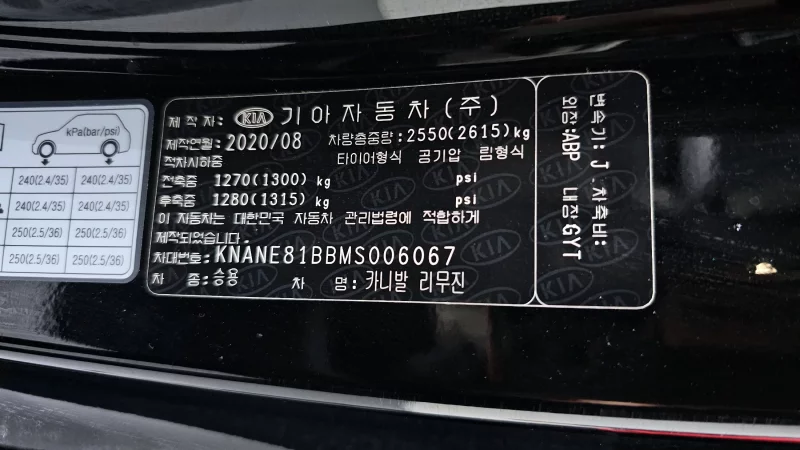 kPa(bar/psi)
240(2.4/35) 240(2.4/35)
240(2.4/35) 240(2.4/35)
250(2.5/36) 250(2.5/36)
250(2.5/36) 250(2.5/36)
제 작 자: KIA 기아자동차(주)
제작연월: 2020/08 차량총중량: 2550(2615)kg
적차시하중 타이어형식 공기압 림형식
전축중 1270(1300) kg psi
후축중 1280(1315) kg psi
이 자동차는 대한민국 자동차 관리법령에 적합하게
제작되었습니다.
차대번호: KNANE81BBMS006067
차 종: 승용 차 명: 카니발 리무진
변속기: J 차축비:
외장:ABP 내장GYT